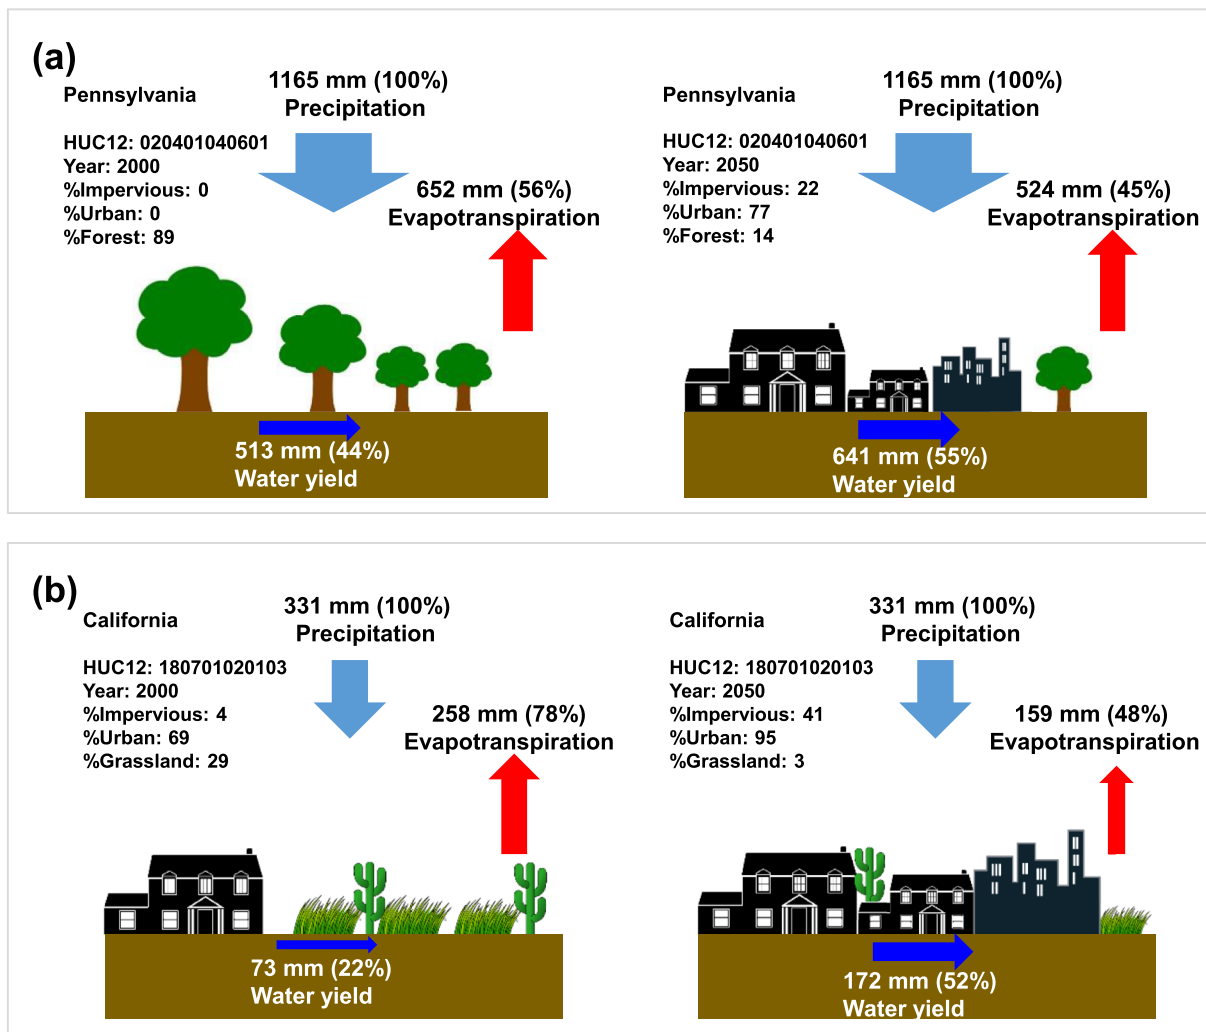 (a)
Pennsylvania
1165 mm (100%)
Precipitation
HUC12: 020401040601
Year: 2000
%Impervious: 0
%Urban: 0
%Forest: 89
652 mm (56%)
Evapotranspiration
513 mm (44%)
Water yield
Pennsylvania
1165 mm (100%)
Precipitation
HUC12: 020401040601
Year: 2050
%Impervious: 22
%Urban: 77
%Forest: 14
524 mm (45%)
Evapotranspiration
641 mm (55%)
Water yield
(b)
California
331 mm (100%)
Precipitation
HUC12: 180701020103
Year: 2000
%Impervious: 4
%Urban: 69
%Grassland: 29
258 mm (78%)
Evapotranspiration
73 mm (22%)
Water yield
California
331 mm (100%)
Precipitation
HUC12: 180701020103
Year: 2050
%Impervious: 41
%Urban: 95
%Grassland: 3
159 mm (48%)
Evapotranspiration
172 mm (52%)
Water yield